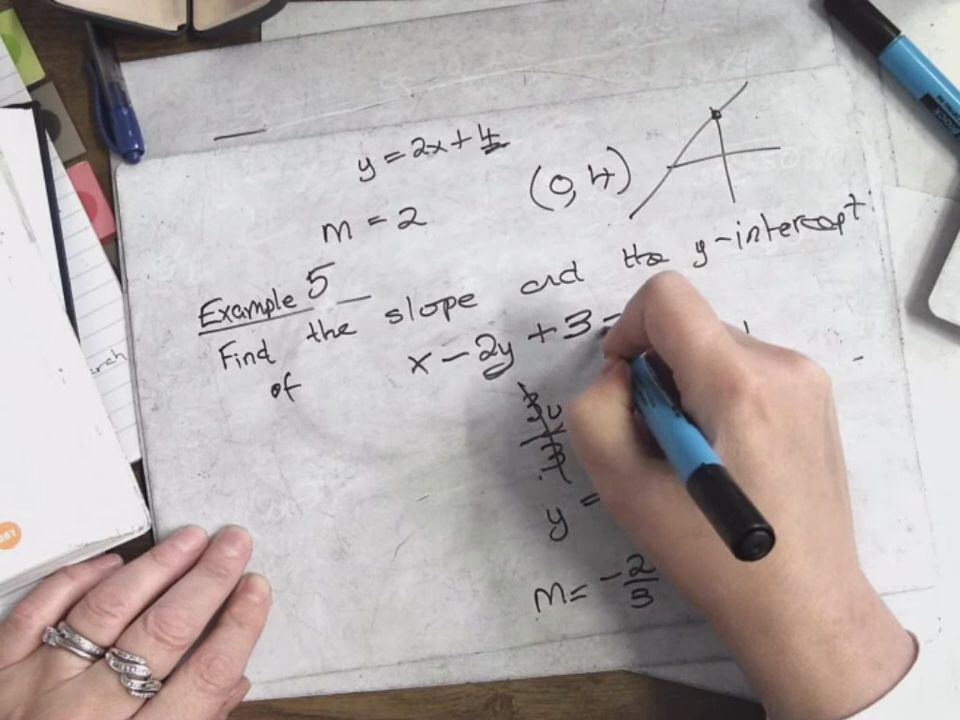 y = 2x + 4
(0, 4)
m = 2
Example 5
Find the slope and the y-intercept
of x - 2y + 3 =
y =
m = -2/3